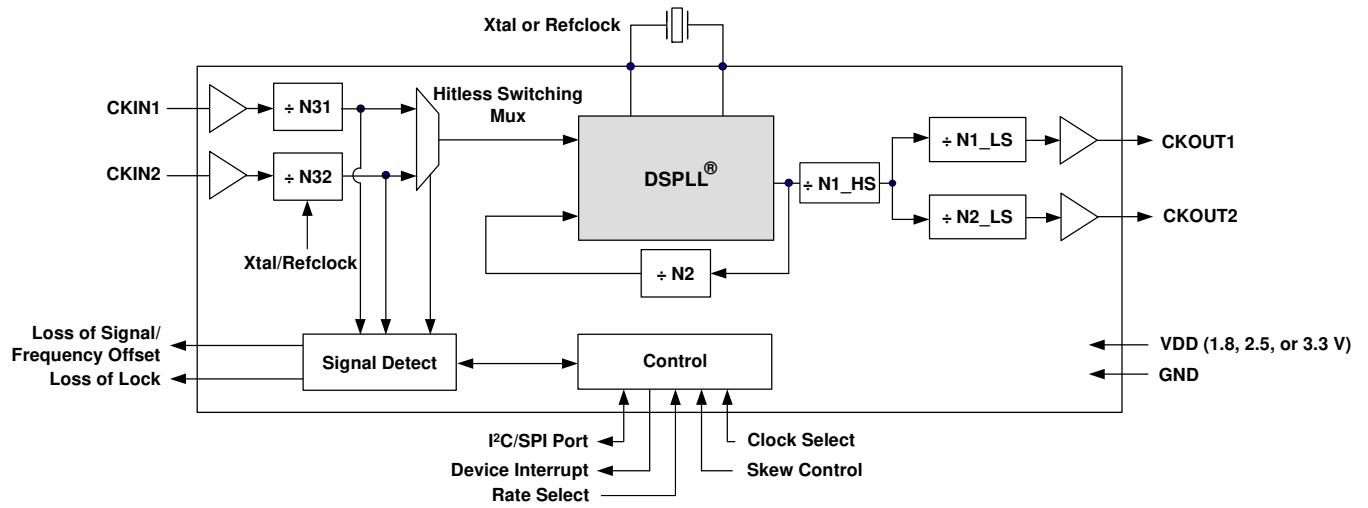 Xtal or Refclock
CKIN1
÷ N31
Hitless Switching
Mux
CKIN2
÷ N32
Xtal/Refclock
DSPLL®
÷ N1_HS
÷ N1_LS
CKOUT1
÷ N2_LS
CKOUT2
÷ N2
Loss of Signal/
Frequency Offset
Loss of Lock
Signal Detect
Control
VDD (1.8, 2.5, or 3.3 V)
GND
I²C/SPI Port
Device Interrupt
Rate Select
Clock Select
Skew Control